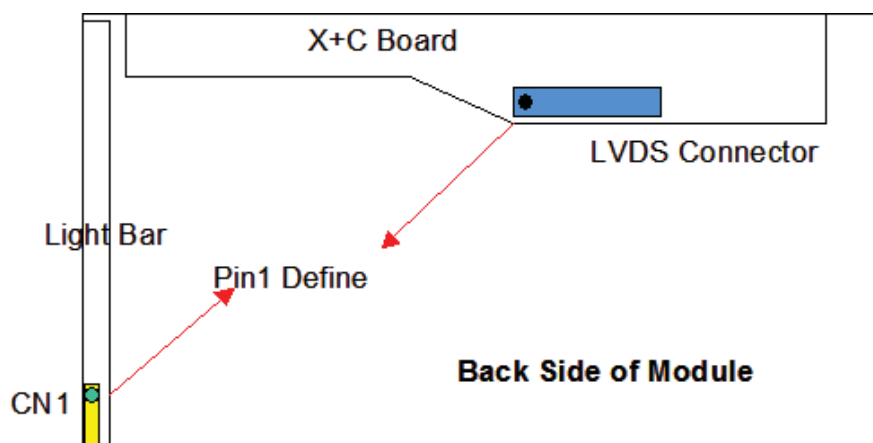 X+C Board
LVDS Connector
Light Bar
Pin1 Define
Back Side of Module
CN1